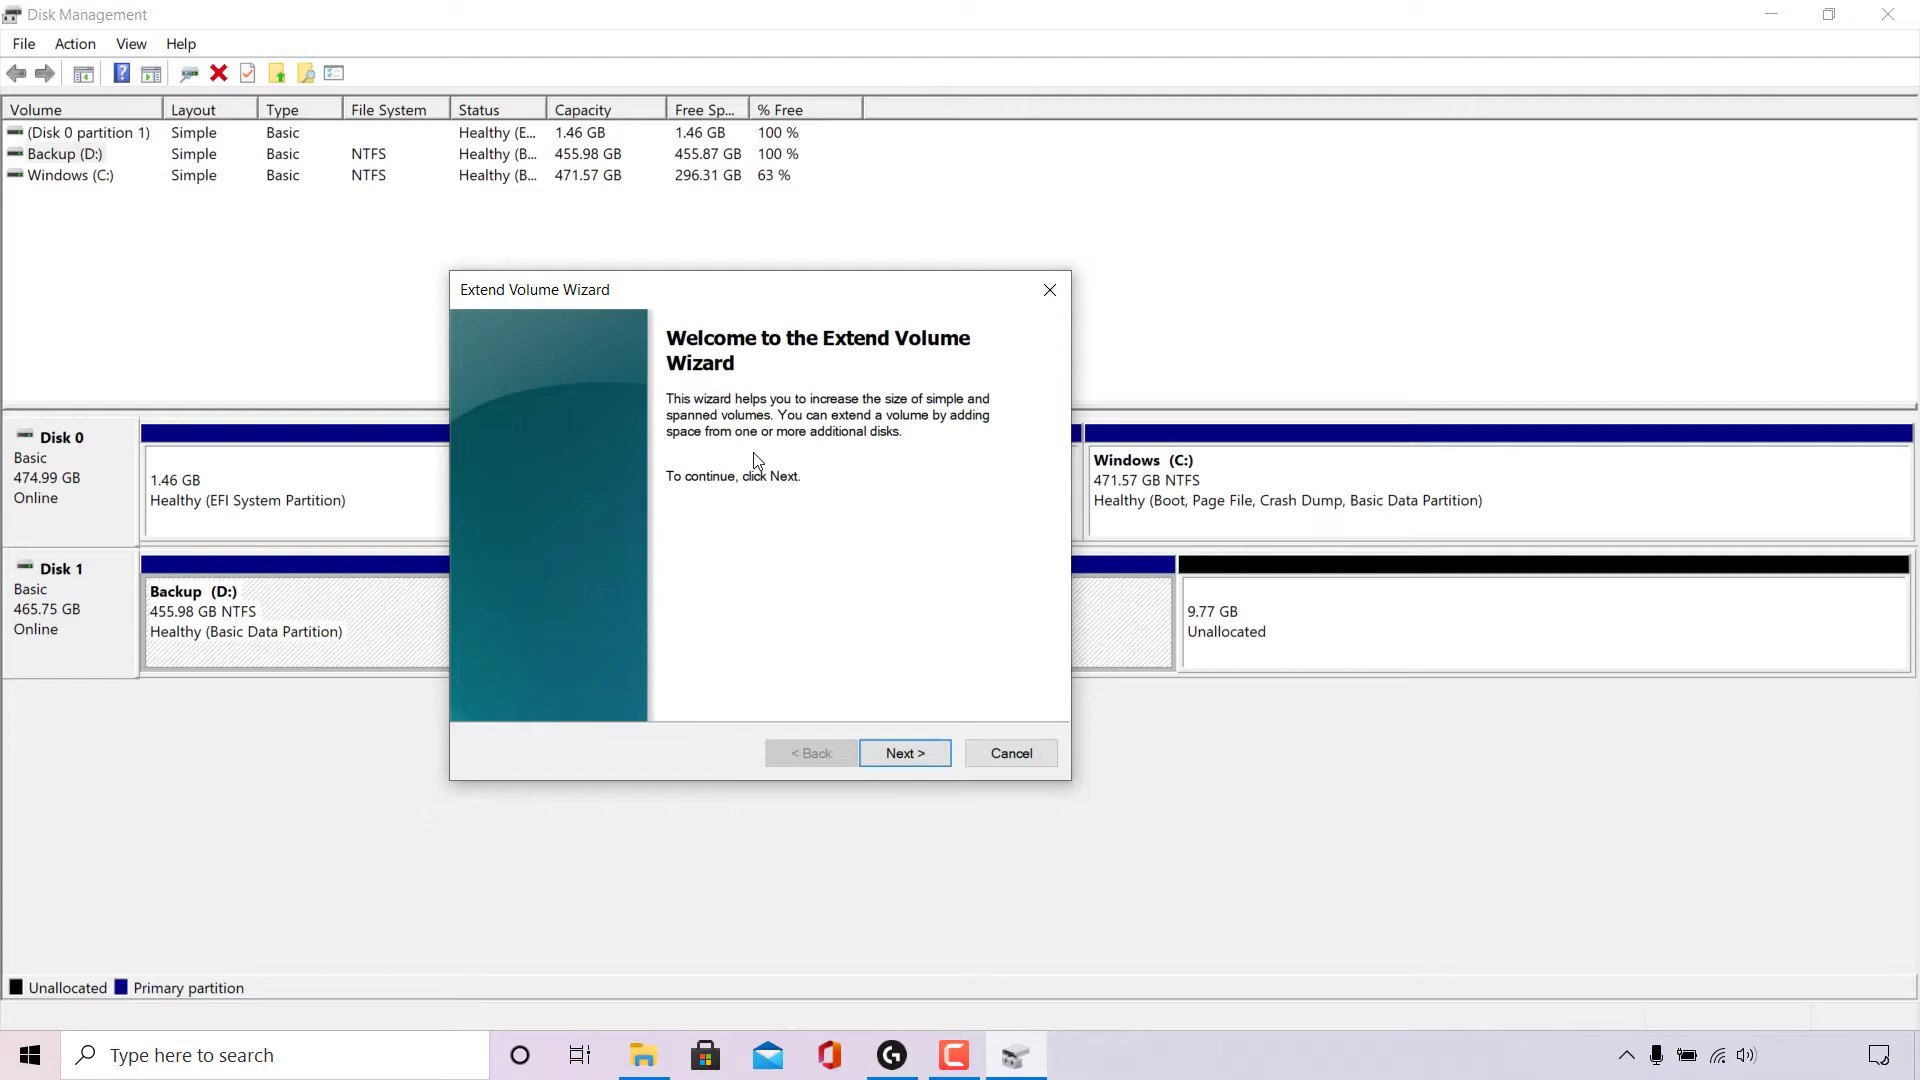 Disk Management
File Action View Help
Volume Layout Type File System Status Capacity Free Sp... % Free
(Disk 0 partition 1) Simple Basic Healthy (E... 1.46 GB 1.46 GB 100 %
Backup (D:) Simple Basic NTFS Healthy (B... 455.98 GB 455.87 GB 100 %
Windows (C:) Simple Basic NTFS Healthy (B... 471.57 GB 296.31 GB 63 %
Extend Volume Wizard
Welcome to the Extend Volume
Wizard
This wizard helps you to increase the size of simple and
spanned volumes. You can extend a volume by adding
space from one or more additional disks.
To continue, click Next.
< Back Next > Cancel
Disk 0
Basic
474.99 GB
Online
1.46 GB
Healthy (EFI System Partition)
Windows (C:)
471.57 GB NTFS
Healthy (Boot, Page File, Crash Dump, Basic Data Partition)
Disk 1
Basic
465.75 GB
Online
Backup (D:)
455.98 GB NTFS
Healthy (Basic Data Partition)
9.77 GB
Unallocated
Unallocated Primary partition
Type here to search